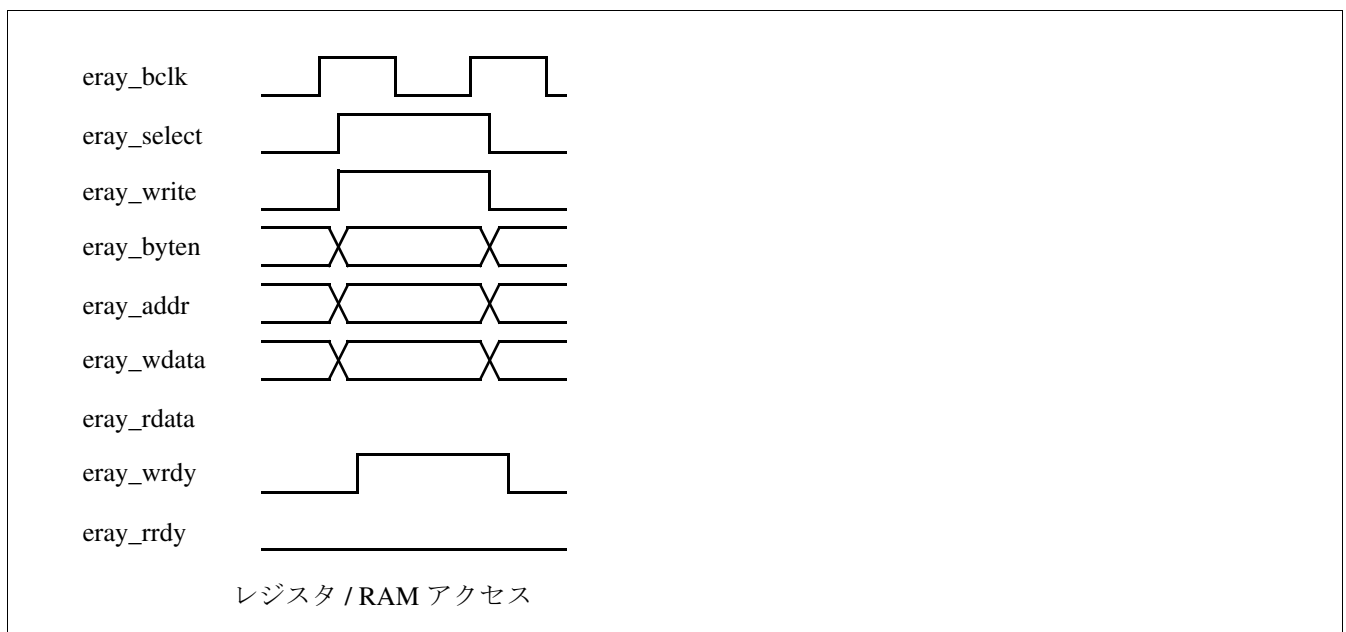 eray_bclk
eray_select
eray_write
eray_byten
eray_addr
eray_wdata
eray_rdata
eray_wrdy
eray_rrdy
レジスタ / RAM アクセス